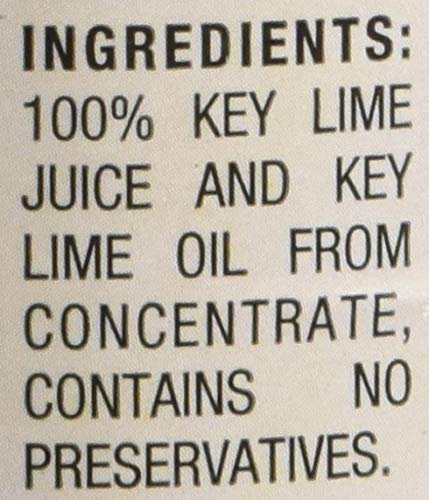 INGREDIENTS:
100% KEY LIME
JUICE AND KEY
LIME OIL FROM
CONCENTRATE,
CONTAINS NO
PRESERVATIVES.